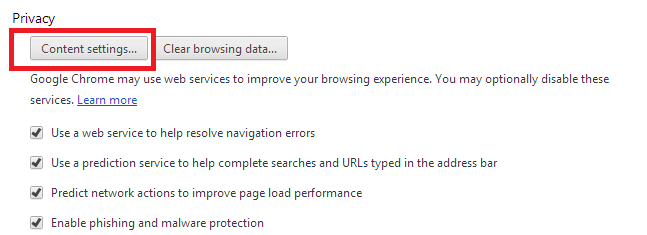 Privacy
Content settings... Clear browsing data...
Google Chrome may use web services to improve your browsing experience. You may optionally disable these
services. Learn more
Use a web service to help resolve navigation errors
Use a prediction service to help complete searches and URLs typed in the address bar
Predict network actions to improve page load performance
Enable phishing and malware protection